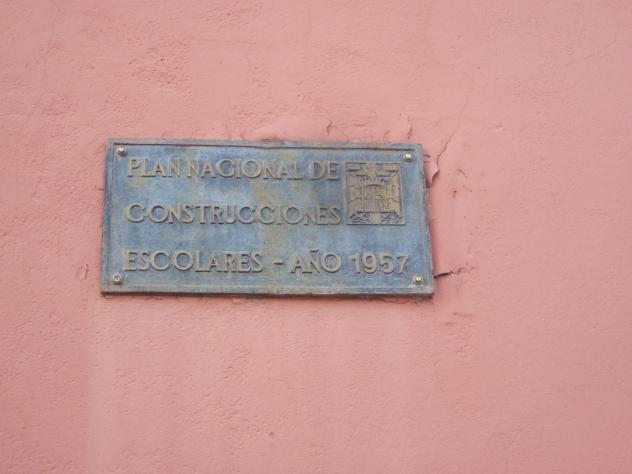 PLAN NACIONAL DE
CONSTRUCCIONES
ESCOLARES - AÑO 1957